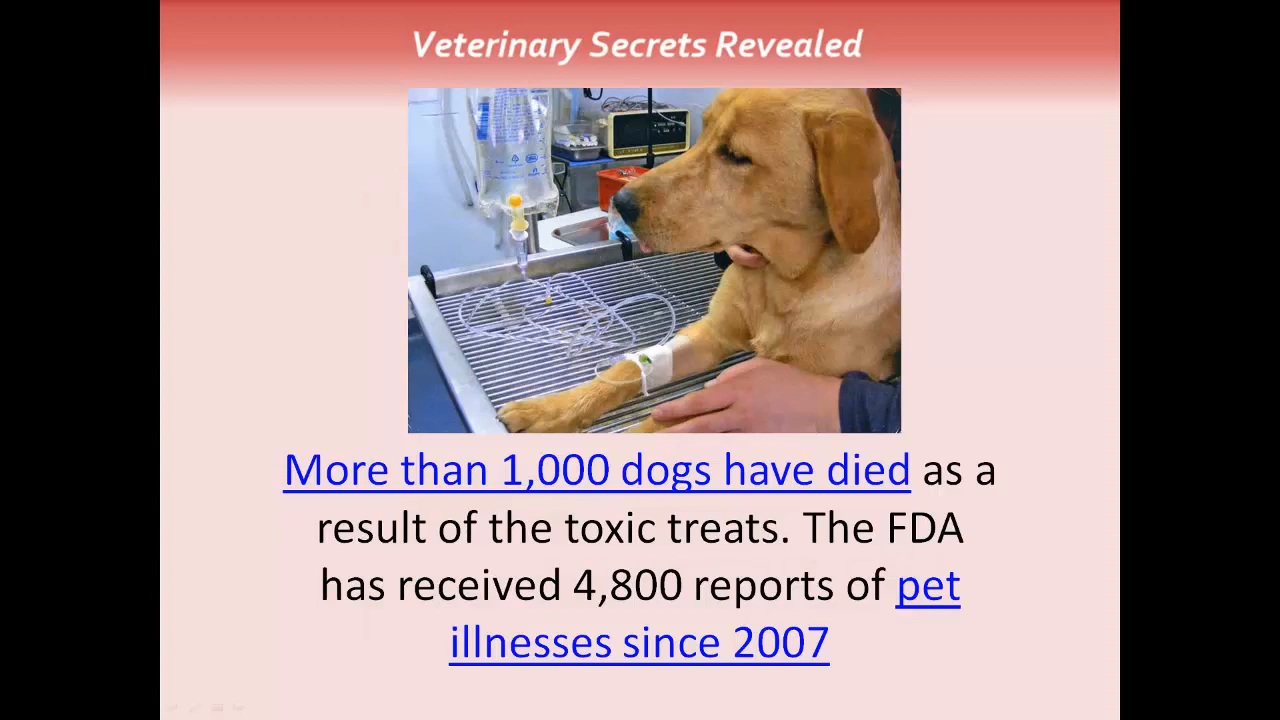 Veterinary Secrets Revealed
More than 1,000 dogs have died as a
result of the toxic treats. The FDA
has received 4,800 reports of pet
illnesses since 2007